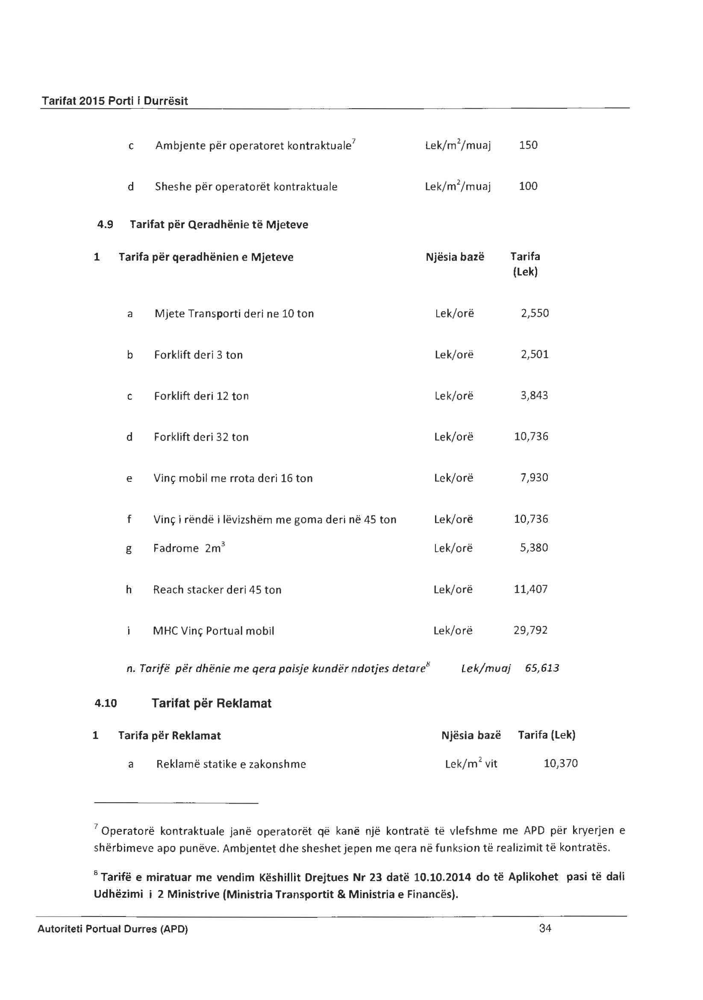 Tarifat 2015 Porti i Durrësit
c Ambjente për operatoret kontraktuale⁷ Lek/m²/muaj 150
d Sheshe për operatorët kontraktuale Lek/m²/muaj 100
4.9 Tarifat për Qeradhënie të Mjeteve
1 Tarifa për qeradhënien e Mjeteve Njësia bazë Tarifa
(Lek)
a Mjete Transporti deri ne 10 ton Lek/orë 2,550
b Forklift deri 3 ton Lek/orë 2,501
c Forklift deri 12 ton Lek/orë 3,843
d Forklift deri 32 ton Lek/orë 10,736
e Vinç mobil me rrota deri 16 ton Lek/orë 7,930
f Vinç i rëndë i lëvizshëm me goma deri në 45 ton Lek/orë 10,736
g Fadrome 2m³ Lek/orë 5,380
h Reach stacker deri 45 ton Lek/orë 11,407
i MHC Vinç Portual mobil Lek/orë 29,792
n. Tarifë për dhënie me qera paisje kundër ndotjes detare⁸ Lek/muaj 65,613
4.10 Tarifat për Reklamat
1 Tarifa për Reklamat Njësia bazë Tarifa (Lek)
a Reklamë statike e zakonshme Lek/m² vit 10,370
⁷ Operatorë kontraktuale janë operatorët që kanë një kontratë të vlefshme me APD për kryerjen e
shërbimeve apo punëve. Ambjentet dhe sheshet jepen me qera në funksion të realizimit të kontratës.
⁸ Tarifë e miratuar me vendim Këshillit Drejtues Nr 23 datë 10.10.2014 do të Aplikohet pasi të dali
Udhëzimi i 2 Ministrive (Ministria Transportit & Ministria e Financës).
Autoriteti Portual Durres (APD) 34